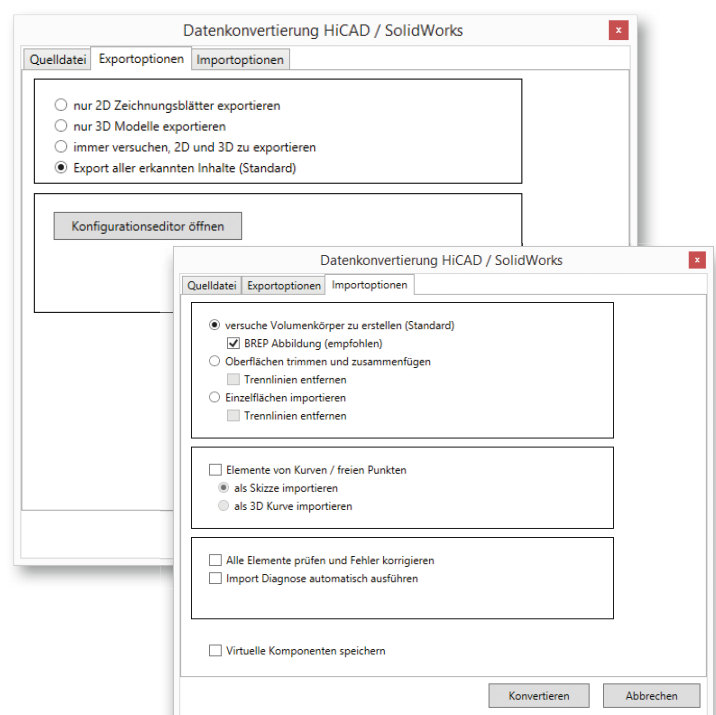 Datenkonvertierung HiCAD / SolidWorks
x
Quelldatei Exportoptionen Importoptionen
nur 2D Zeichnungsblätter exportieren
nur 3D Modelle exportieren
immer versuchen, 2D und 3D zu exportieren
Export aller erkannten Inhalte (Standard)
Konfigurationseditor öffnen
Datenkonvertierung HiCAD / SolidWorks
x
Quelldatei Exportoptionen Importoptionen
versuche Volumenkörper zu erstellen (Standard)
BREP Abbildung (empfohlen)
Oberflächen trimmen und zusammenfügen
Trennlinien entfernen
Einzelflächen importieren
Trennlinien entfernen
Elemente von Kurven / freien Punkten
als Skizze importieren
als 3D Kurve importieren
Alle Elemente prüfen und Fehler korrigieren
Import Diagnose automatisch ausführen
Virtuelle Komponenten speichern
Konvertieren Abbrechen